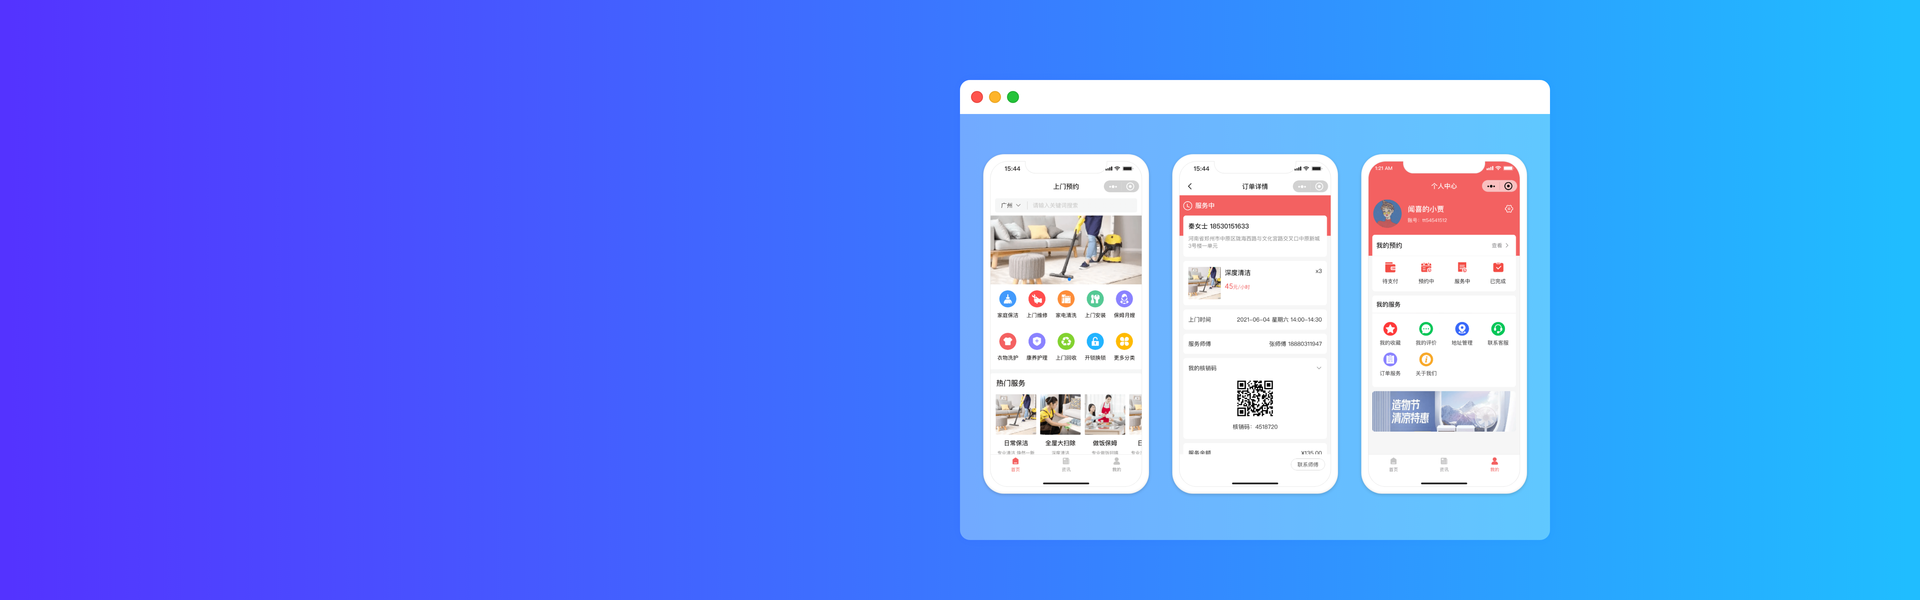 15:44
上门预约
广州
请输入关键词搜索
家庭保洁 上门维修 家电清洗 上门安装 保姆月嫂
衣物洗护 康养护理 上门回收 开锁换锁 更多分类
热门服务
日常保洁 全屋大扫除 做饭保姆
首页 资讯 我的
15:44
订单详情
服务中
秦女士 18530151633
3号楼一单元
深度清洁 x3
45元/小时
上门时间 2021-06-04 星期六 14:00-14:30
服务师傅 张师傅 18880311947
我的核销码
核销码：4518720
服务金额 ¥135.00
联系师傅
1:21 AM
个人中心
闻喜的小贾
我的预约 查看
待支付 预约中 服务中 已完成
我的服务
我的收藏 我的评价 地址管理 联系客服
订单服务 关于我们
造物节
清凉特惠
首页 资讯 我的